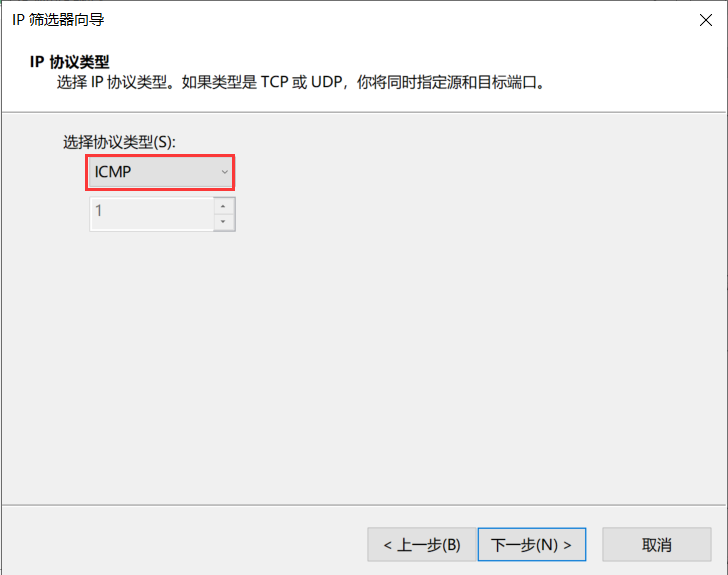 IP 筛选器向导
IP 协议类型
选择 IP 协议类型。如果类型是 TCP 或 UDP，你将同时指定源和目标端口。
选择协议类型(S):
ICMP
1
< 上一步(B) 下一步(N) > 取消